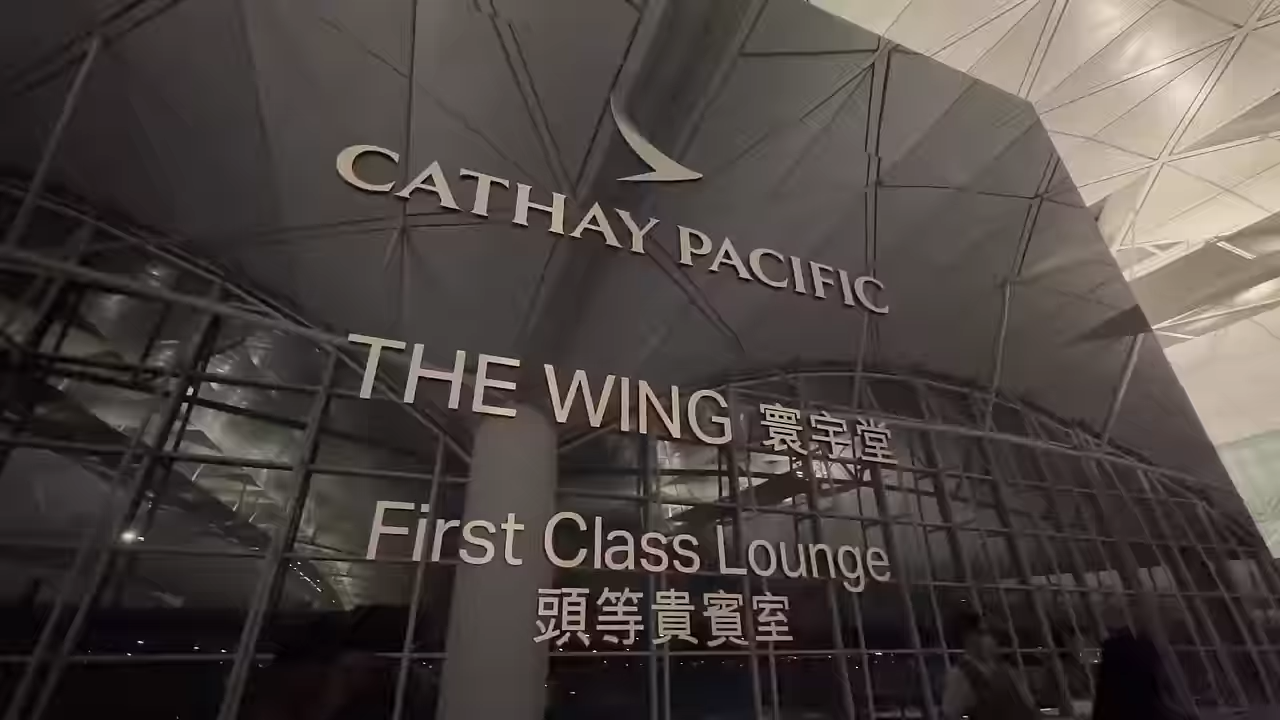 CATHAY PACIFIC
THE WING 寰宇堂
First Class Lounge
頭等貴賓室